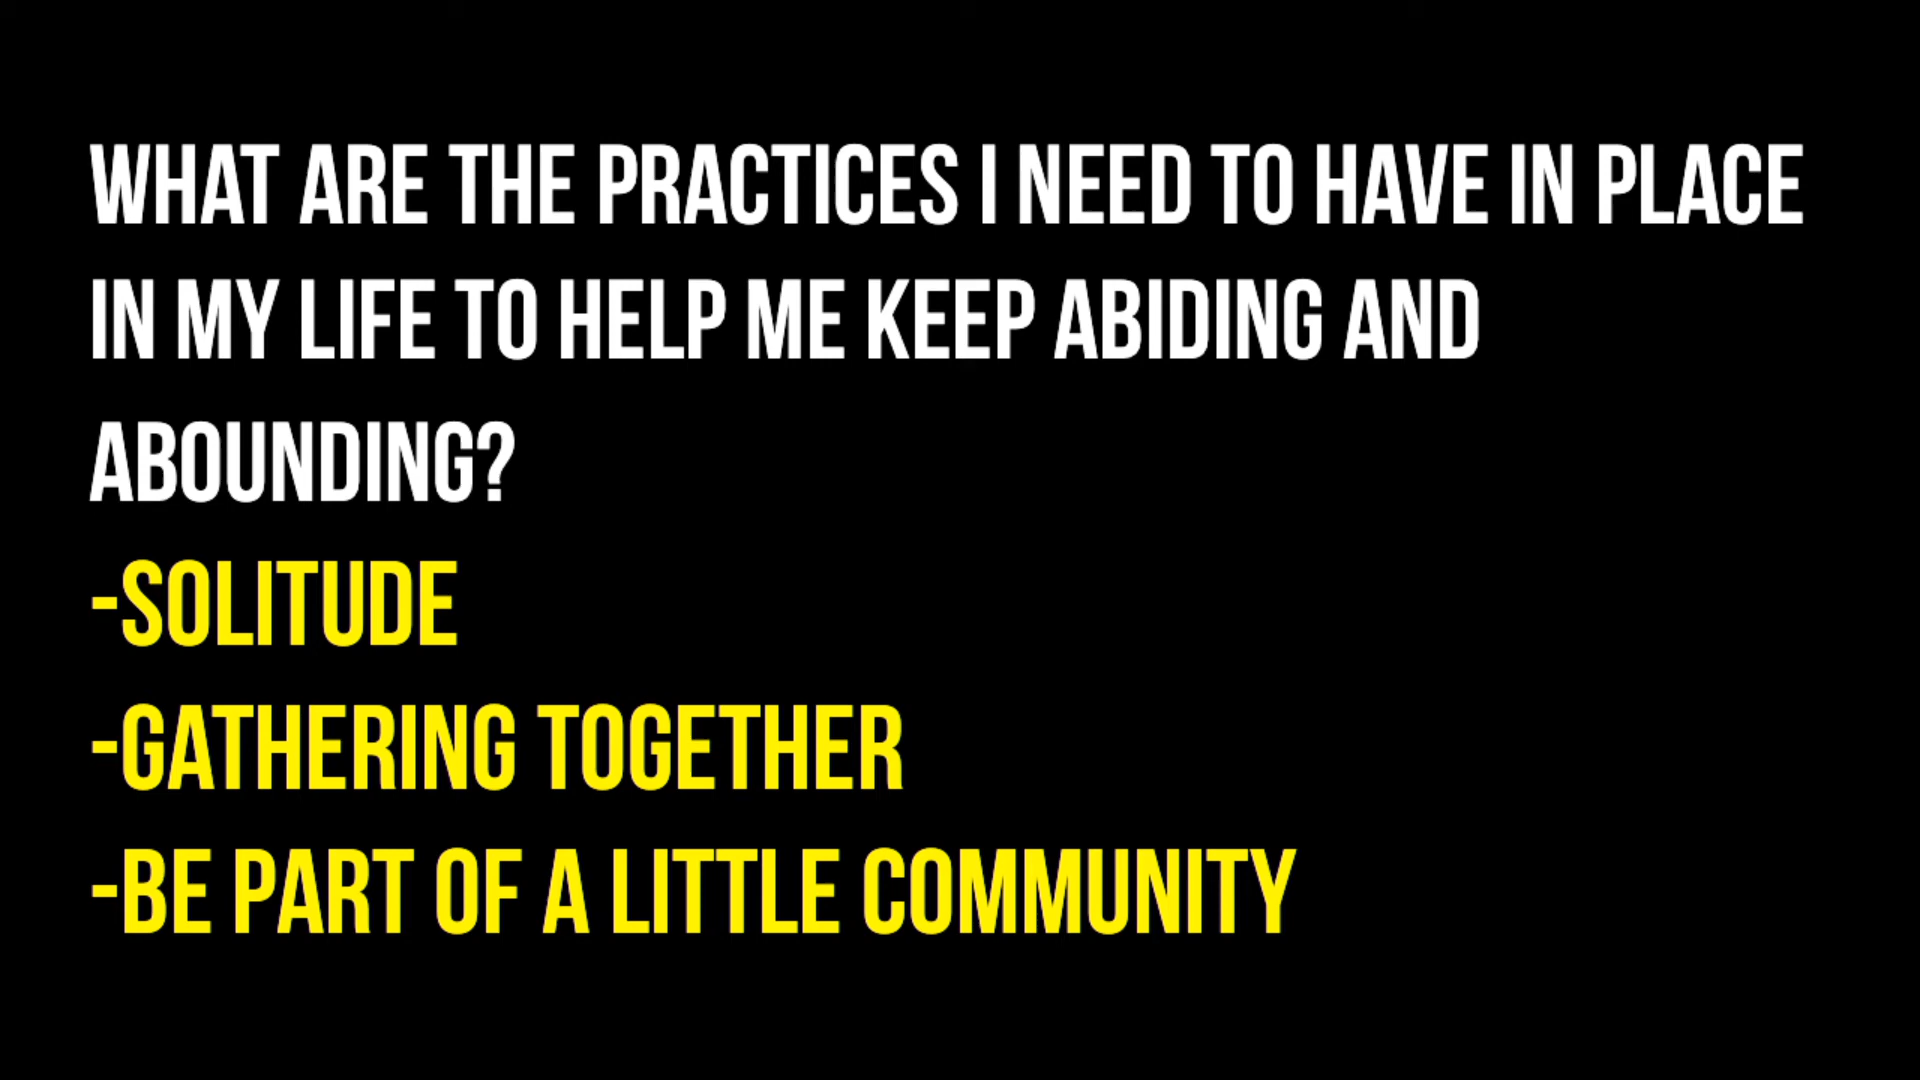 WHAT ARE THE PRACTICES I NEED TO HAVE IN PLACE
IN MY LIFE TO HELP ME KEEP ABIDING AND
ABOUNDING?
-SOLITUDE
-GATHERING TOGETHER
-BE PART OF A LITTLE COMMUNITY